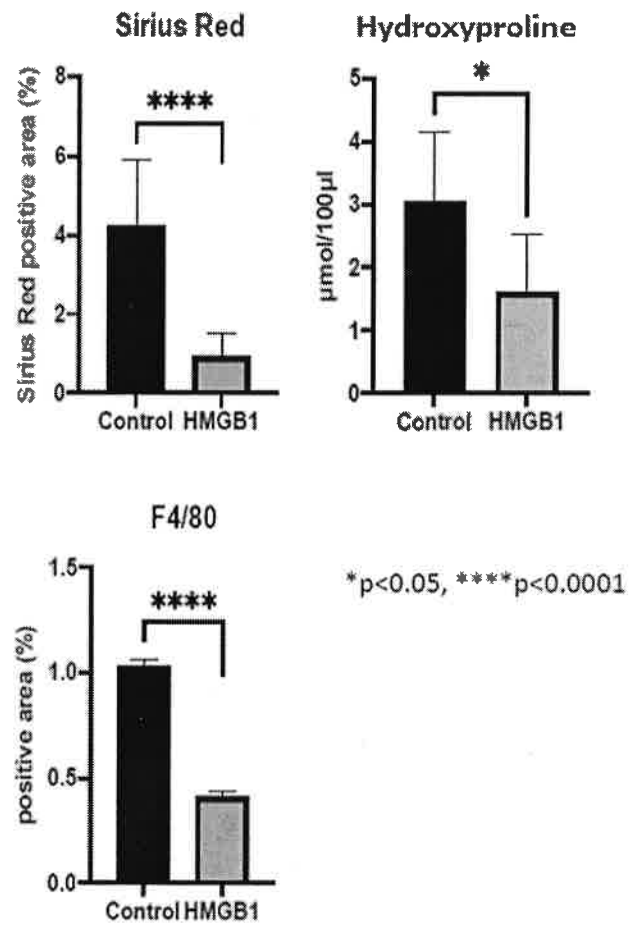 Sirius Red
Sirius Red positive area (%)
8
6
4
2
0
****
Control HMGB1
Hydroxyproline
µmol/100µl
5
4
3
2
1
0
*
Control HMGB1
F4/80
positive area (%)
1.5
1.0
0.5
0.0
****
Control HMGB1
*p<0.05, ****p<0.0001